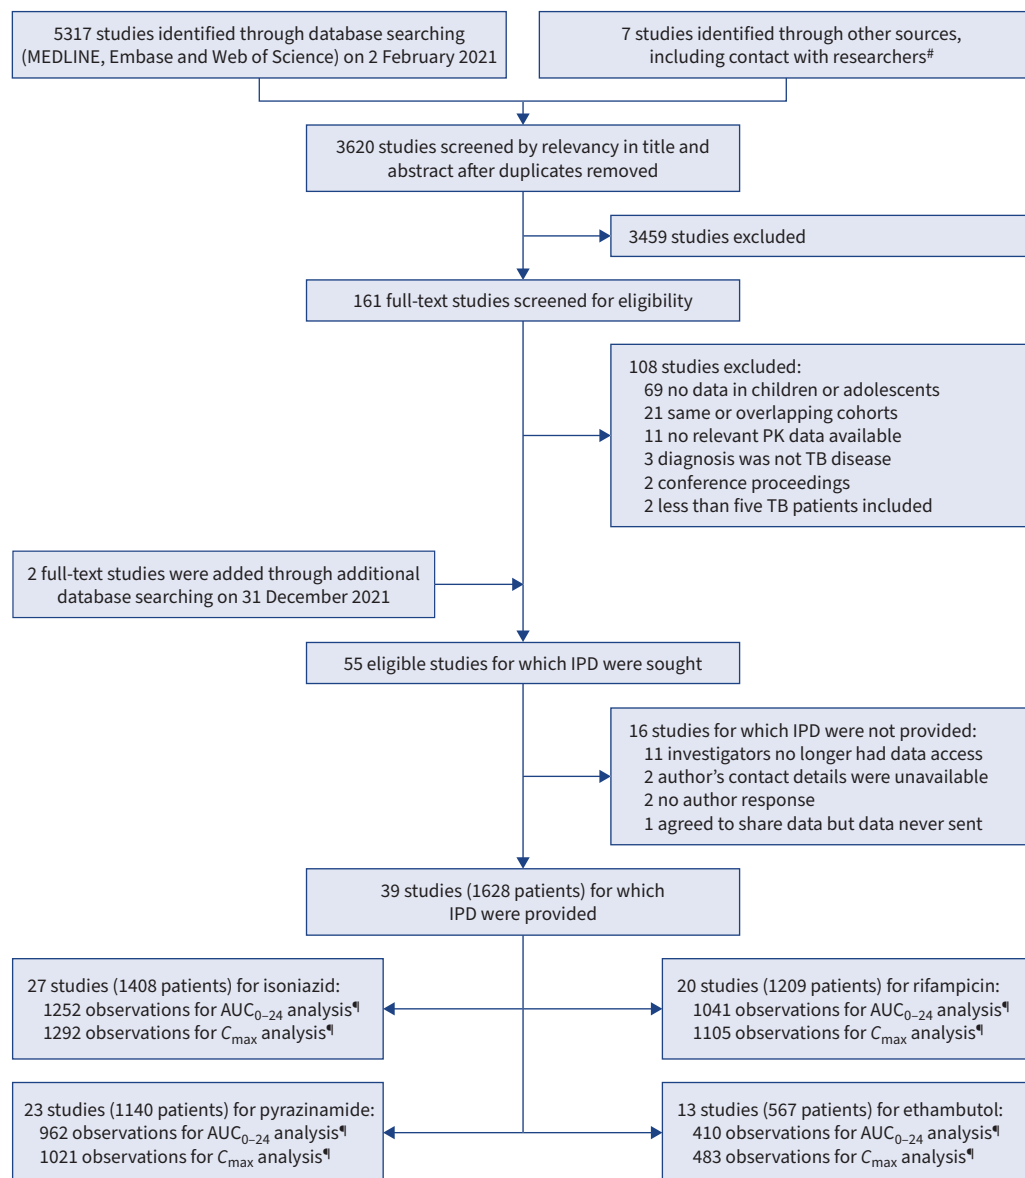 5317 studies identified through database searching
(MEDLINE, Embase and Web of Science) on 2 February 2021
7 studies identified through other sources,
including contact with researchers#
3620 studies screened by relevancy in title and
abstract after duplicates removed
3459 studies excluded
161 full-text studies screened for eligibility
108 studies excluded:
69 no data in children or adolescents
21 same or overlapping cohorts
11 no relevant PK data available
3 diagnosis was not TB disease
2 conference proceedings
2 less than five TB patients included
2 full-text studies were added through additional
database searching on 31 December 2021
55 eligible studies for which IPD were sought
16 studies for which IPD were not provided:
11 investigators no longer had data access
2 author’s contact details were unavailable
2 no author response
1 agreed to share data but data never sent
39 studies (1628 patients) for which
IPD were provided
27 studies (1408 patients) for isoniazid:
1252 observations for AUC0–24 analysis¶
1292 observations for Cmax analysis¶
20 studies (1209 patients) for rifampicin:
1041 observations for AUC0–24 analysis¶
1105 observations for Cmax analysis¶
23 studies (1140 patients) for pyrazinamide:
962 observations for AUC0–24 analysis¶
1021 observations for Cmax analysis¶
13 studies (567 patients) for ethambutol:
410 observations for AUC0–24 analysis¶
483 observations for Cmax analysis¶